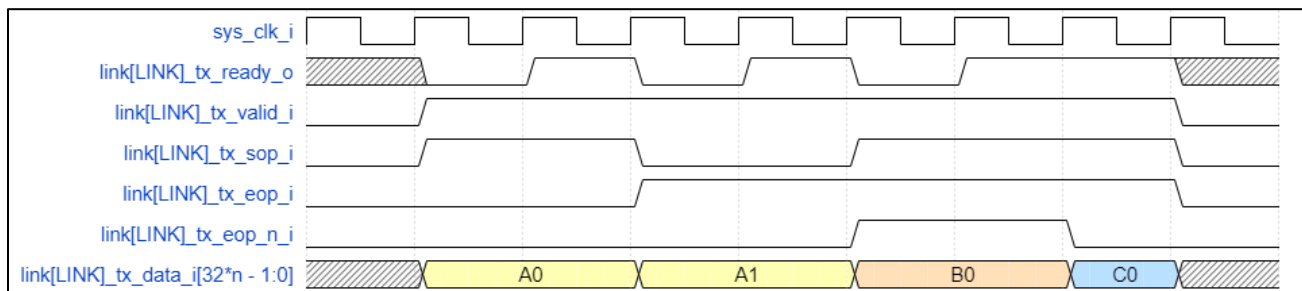 sys_clk_i
link[LINK]_tx_ready_o
link[LINK]_tx_valid_i
link[LINK]_tx_sop_i
link[LINK]_tx_eop_i
link[LINK]_tx_eop_n_i
link[LINK]_tx_data_i[32*n - 1:0] A0 A1 B0 C0